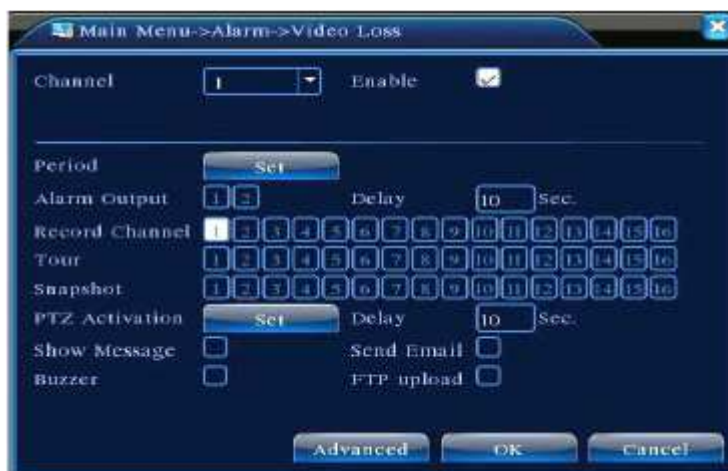 Main Menu->Alarm->Video Loss
Channel 1 Enable
Period Set
Alarm Output 1 2 Delay 10 Sec.
Record Channel 1 2 3 4 5 6 7 8 9 10 11 12 13 14 15 16
Tour 1 2 3 4 5 6 7 8 9 10 11 12 13 14 15 16
Snapshot 1 2 3 4 5 6 7 8 9 10 11 12 13 14 15 16
PTZ Activation Set Delay 10 Sec.
Show Message Send Email
Buzzer FTP upload
Advanced OK Cancel